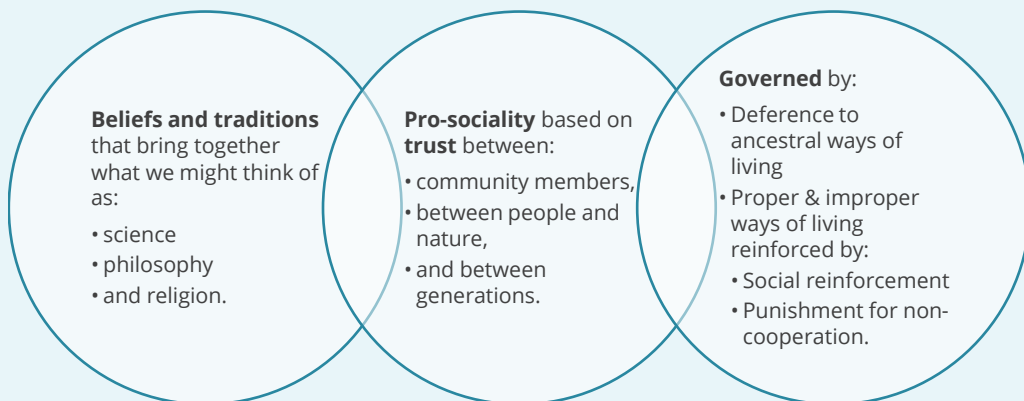 Beliefs and traditions
that bring together
what we might think of
as:
• science
• philosophy
• and religion.
Pro-sociality based on
trust between:
• community members,
• between people and
nature,
• and between
generations.
Governed by:
• Deference to
ancestral ways of
living
• Proper & improper
ways of living
reinforced by:
• Social reinforcement
• Punishment for non-
cooperation.